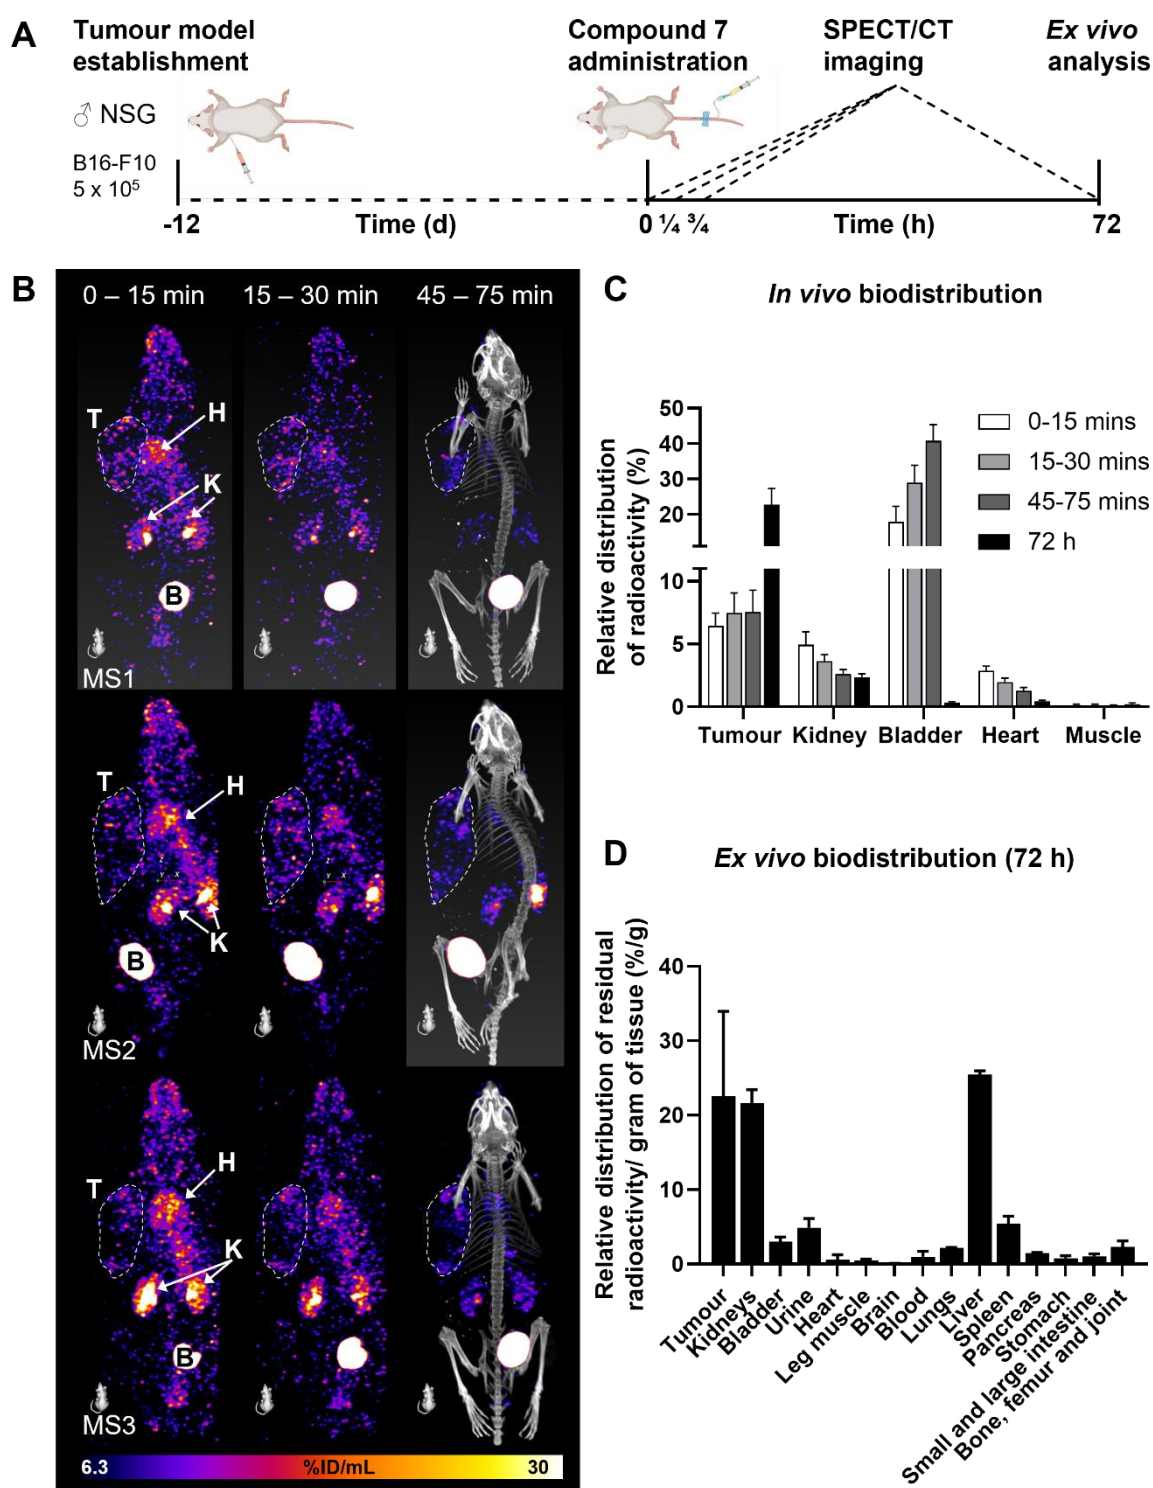 A
Tumour model
establishment
♂ NSG
B16-F10
5 x 10⁵
Compound 7
administration
SPECT/CT
imaging
Ex vivo
analysis
-12
Time (d)
0 ¼ ¾
Time (h)
72
B
0 – 15 min
15 – 30 min
45 – 75 min
T
H
K
B
MS1
T
H
K
B
MS2
T
H
K
B
MS3
6.3
%ID/mL
30
C
In vivo biodistribution
Relative distribution
of radioactivity (%)
50
40
30
20
10
5
0
0-15 mins
15-30 mins
45-75 mins
72 h
Tumour
Kidney
Bladder
Heart
Muscle
D
Ex vivo biodistribution (72 h)
Relative distribution of residual
radioactivity/ gram of tissue (%/g)
40
30
20
10
0
Tumour
Kidneys
Bladder
Urine
Heart
Leg muscle
Brain
Blood
Lungs
Liver
Spleen
Pancreas
Stomach
Small and large intestine
Bone, femur and joint